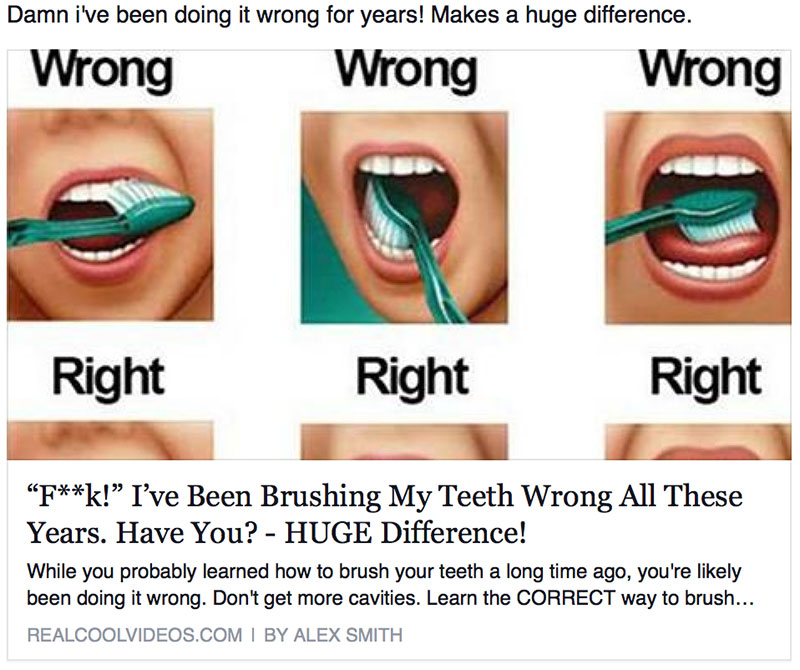 Damn i've been doing it wrong for years! Makes a huge difference.
Wrong Wrong Wrong
Right Right Right
“F**k!” I’ve Been Brushing My Teeth Wrong All These
Years. Have You? - HUGE Difference!
While you probably learned how to brush your teeth a long time ago, you're likely
been doing it wrong. Don't get more cavities. Learn the CORRECT way to brush...
REALCOOLVIDEOS.COM | BY ALEX SMITH